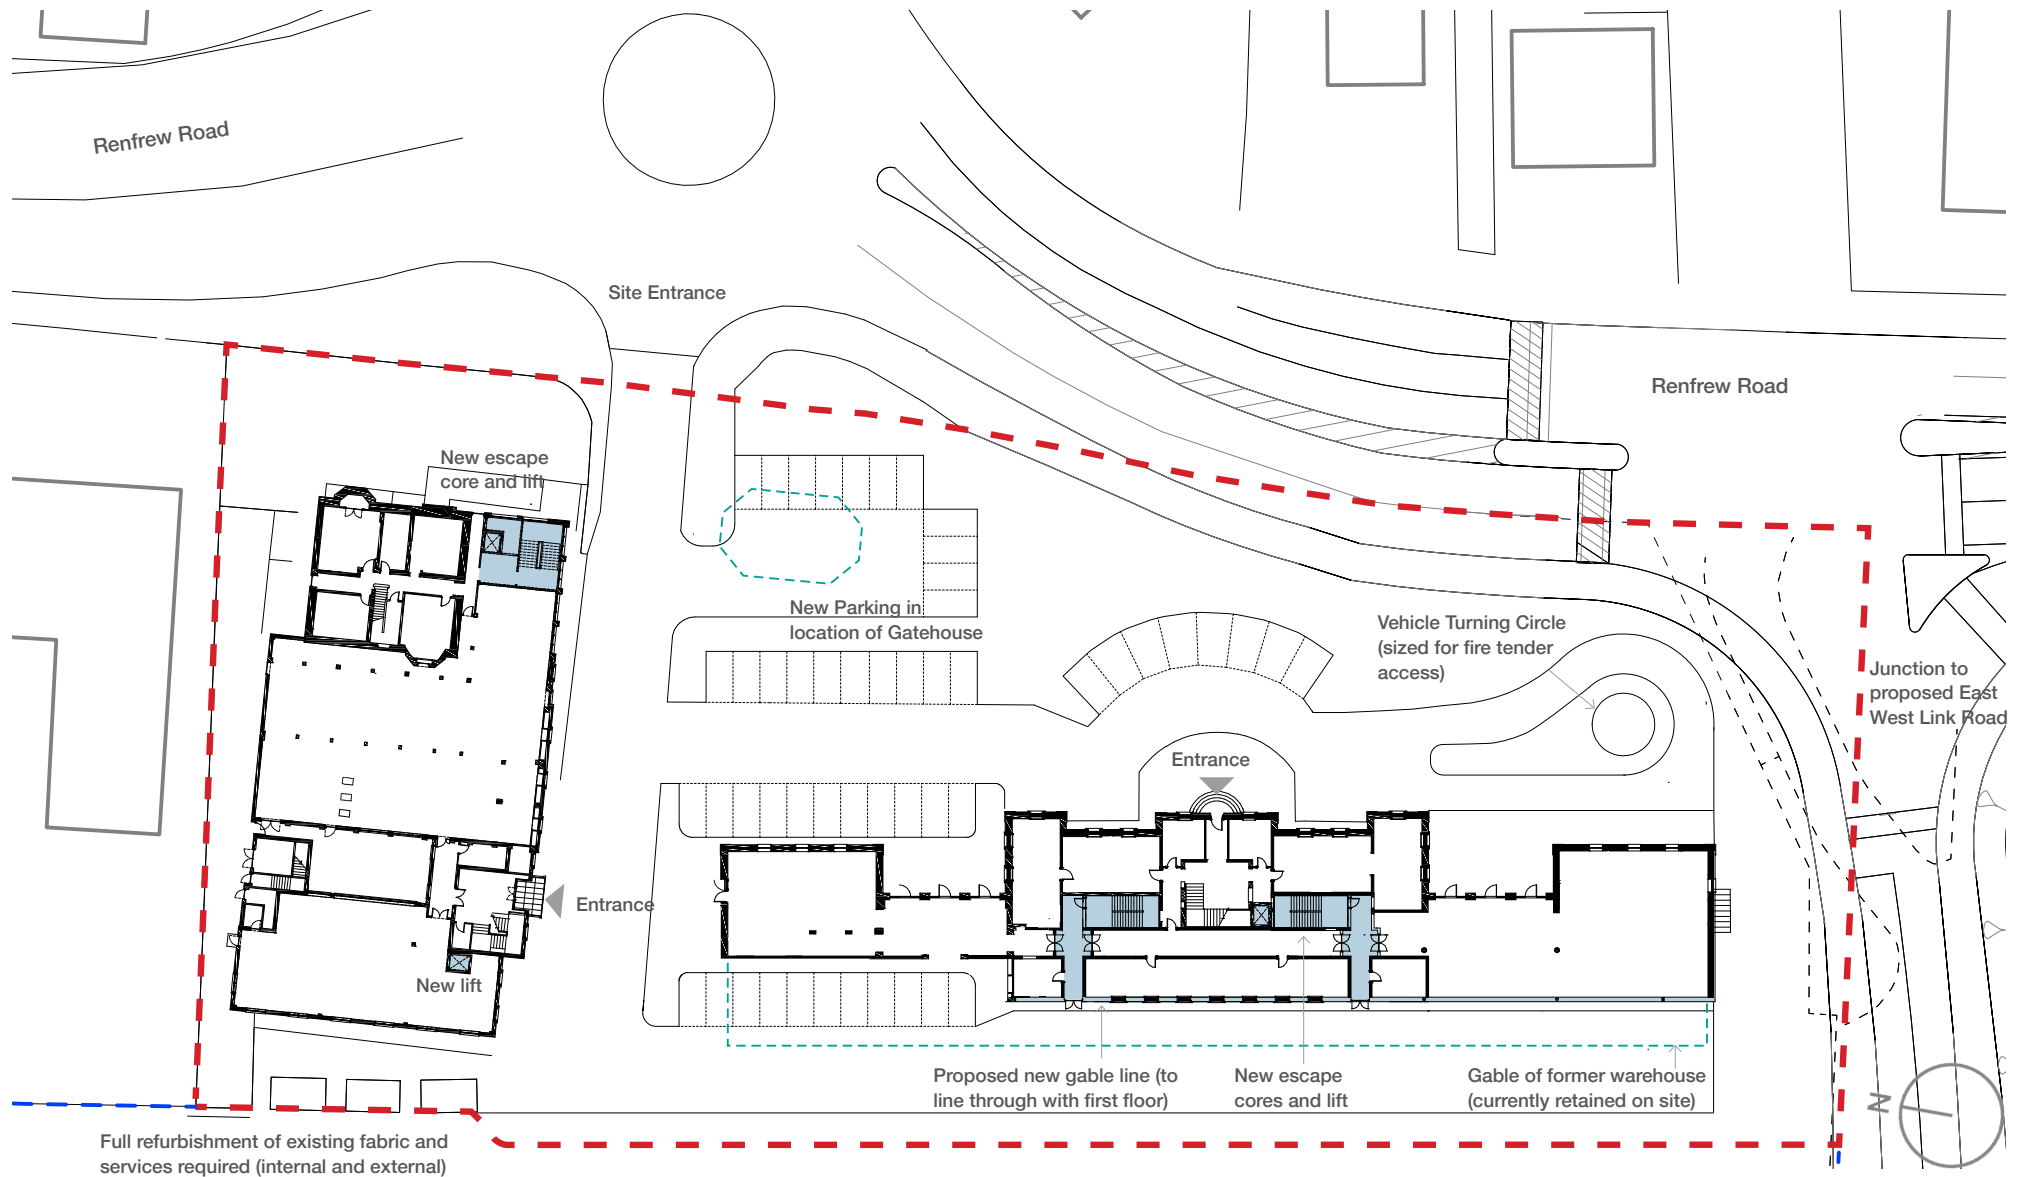 Renfrew Road
Site Entrance
Renfrew Road
New escape
core and lift
New Parking in
location of Gatehouse
Vehicle Turning Circle
(sized for fire tender
access)
Junction to
proposed East
West Link Road
Entrance
Entrance
New lift
Proposed new gable line (to
line through with first floor)
New escape
cores and lift
Gable of former warehouse
(currently retained on site)
N
Full refurbishment of existing fabric and
services required (internal and external)